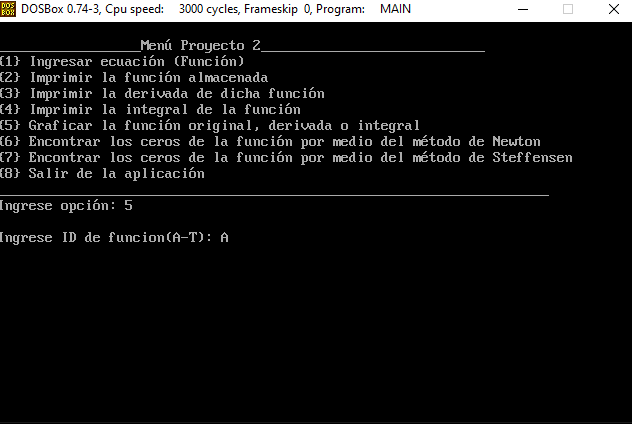 DOS
BOX
DOSBox 0.74-3, Cpu speed: 3000 cycles, Frameskip 0, Program: MAIN
______________Menú Proyecto 2_______________________
{1} Ingresar ecuación (Función)
{2} Imprimir la función almacenada
{3} Imprimir la derivada de dicha función
{4} Imprimir la integral de la función
{5} Graficar la función original, derivada o integral
{6} Encontrar los ceros de la función por medio del método de Newton
{7} Encontrar los ceros de la función por medio del método de Steffensen
{8} Salir de la aplicación
Ingrese opción: 5
Ingrese ID de funcion(A-T): A